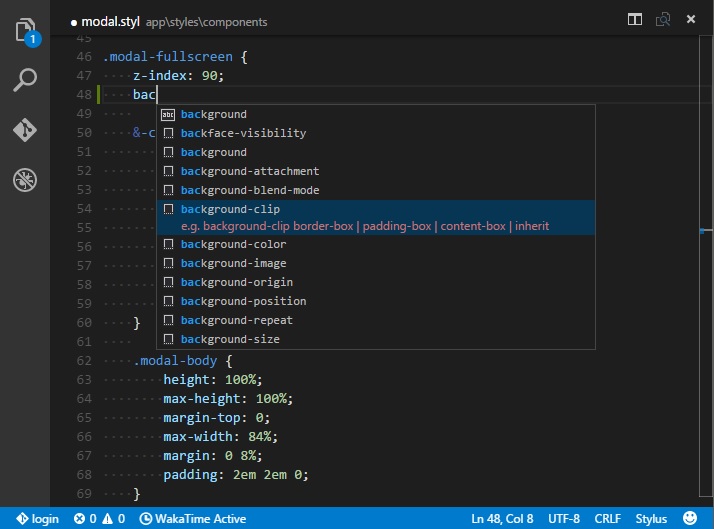 ● modal.styl app\styles\components
1
45
46 .modal-fullscreen {
47 ····z-index: 90;
48 ····bac
49 ····
abc background
50 ····&-c
backface-visibility
51 ········
background
52 ········
background-attachment
53 ········
background-blend-mode
54 ········
background-clip
55 ········
e.g. background-clip border-box | padding-box | content-box | inherit
56 ········
background-color
57 ········
background-image
58 ········
background-origin
59 ········
background-position
60 ····}
background-repeat
61 ····
background-size
62 ····.modal-body {
63 ········height: 100%;
64 ········max-height: 100%;
65 ········margin-top: 0;
66 ········max-width: 84%;
67 ········margin: 0 8%;
68 ········padding: 2em 2em 0;
69 ····}
login 0 0 WakaTime Active Ln 48, Col 8 UTF-8 CRLF Stylus